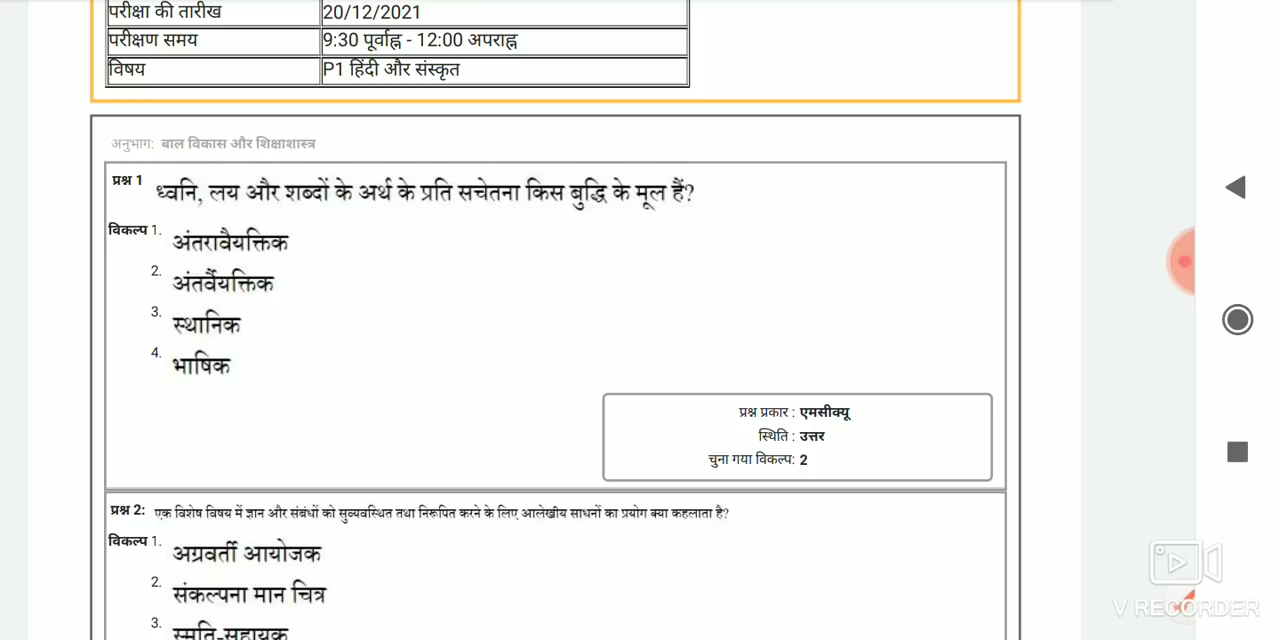 परीक्षा की तारीख 20/12/2021
परीक्षण समय 9:30 पूर्वाह्न - 12:00 अपराह्न
विषय P1 हिंदी और संस्कृत
अनुभाग: बाल विकास और शिक्षाशास्त्र
प्रश्न 1 ध्वनि, लय और शब्दों के अर्थ के प्रति सचेतना किस बुद्धि के मूल हैं?
विकल्प 1. अंतरावैयक्तिक
2. अंतर्वैयक्तिक
3. स्थानिक
4. भाषिक
प्रश्न प्रकार : एमसीक्यू
स्थिति : उत्तर
चुना गया विकल्प: 2
प्रश्न 2: एक विशेष विषय में ज्ञान और संबंधों को सुव्यवस्थित तथा निरूपित करने के लिए आलेखीय साधनों का प्रयोग क्या कहलाता है?
विकल्प 1. अग्रवर्ती आयोजक
2. संकल्पना मान चित्र
3. स्मृति-सहायक
V RECORDER